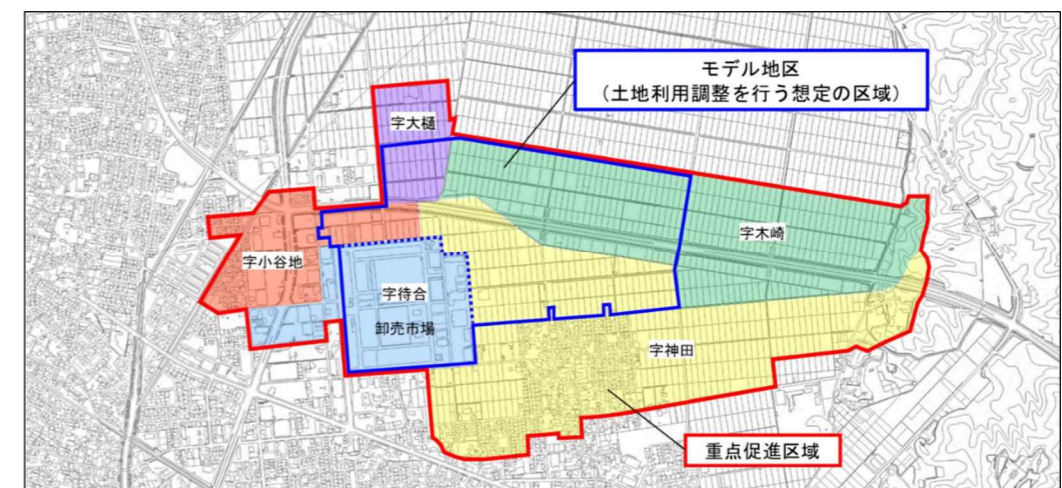 モデル地区
（土地利用調整を行う想定の区域）
字大樋
字木崎
字小谷地
字待合
卸売市場
字神田
重点促進区域